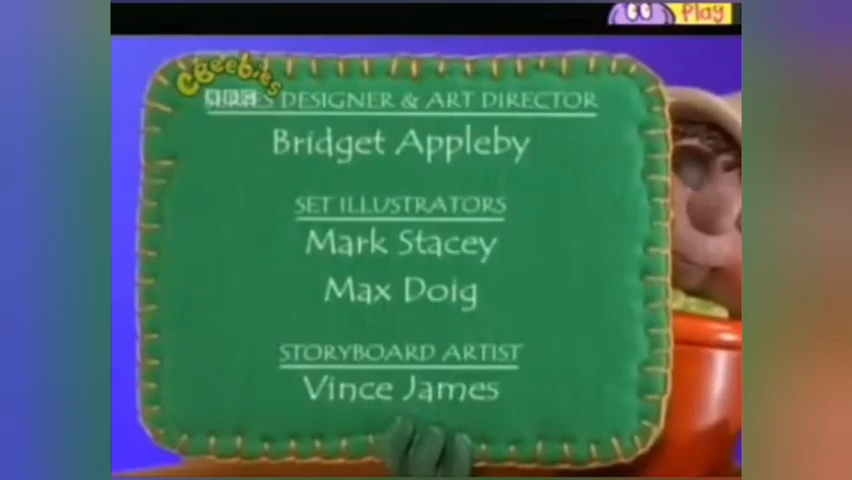 Play
CBeebies
BBC
DESIGNER & ART DIRECTOR
Bridget Appleby
SET ILLUSTRATORS
Mark Stacey
Max Doig
STORYBOARD ARTIST
Vince James